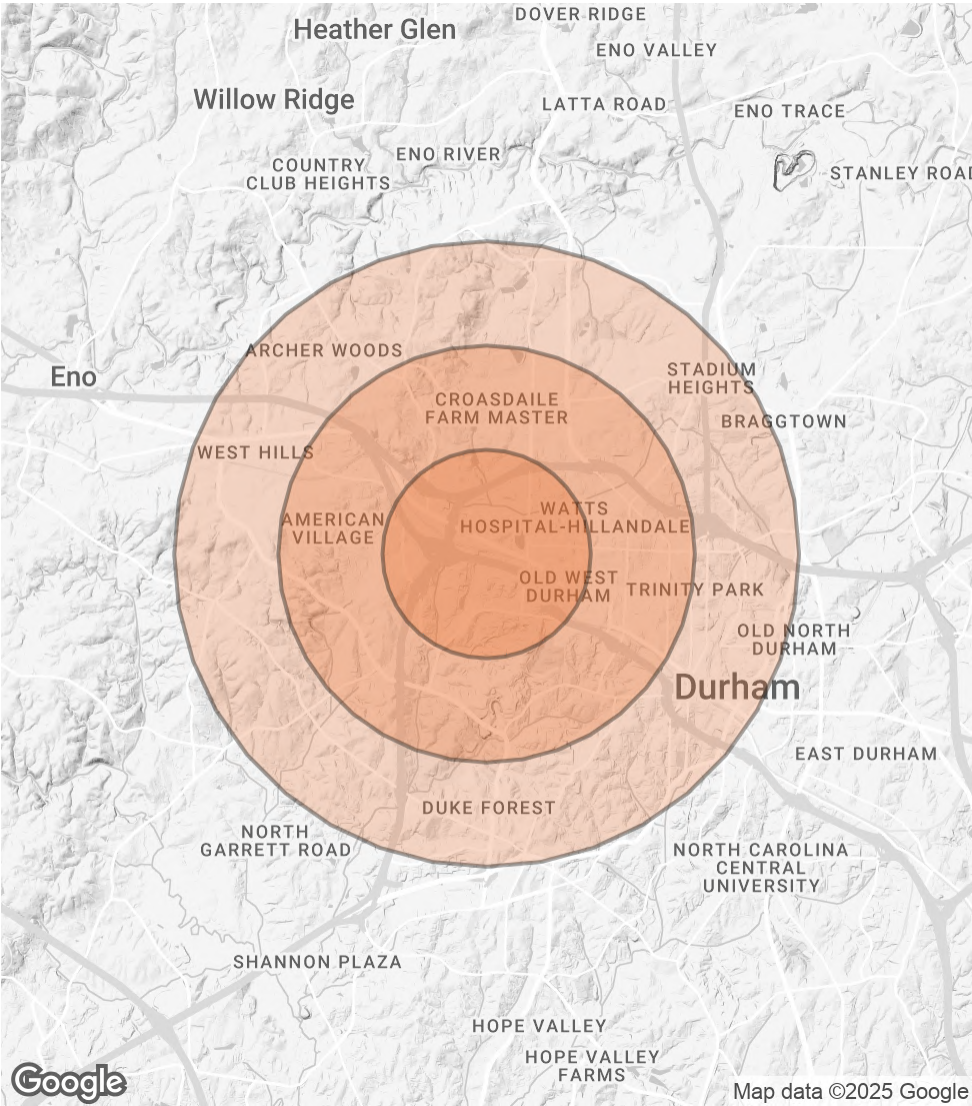 DOVER RIDGE
Heather Glen
ENO VALLEY
Willow Ridge
LATTA ROAD
ENO TRACE
ENO RIVER
COUNTRY
CLUB HEIGHTS
STANLEY ROAD
ARCHER WOODS
Eno
STADIUM
HEIGHTS
CROASDAILE
FARM MASTER
BRAGGTOWN
WEST HILLS
WATTS
HOSPITAL-HILLANDALE
AMERICAN
VILLAGE
OLD WEST
DURHAM
TRINITY PARK
OLD NORTH
DURHAM
Durham
EAST DURHAM
DUKE FOREST
NORTH
GARRETT ROAD
NORTH CAROLINA
CENTRAL
UNIVERSITY
SHANNON PLAZA
HOPE VALLEY
HOPE VALLEY
FARMS
Google
Map data ©2025 Google